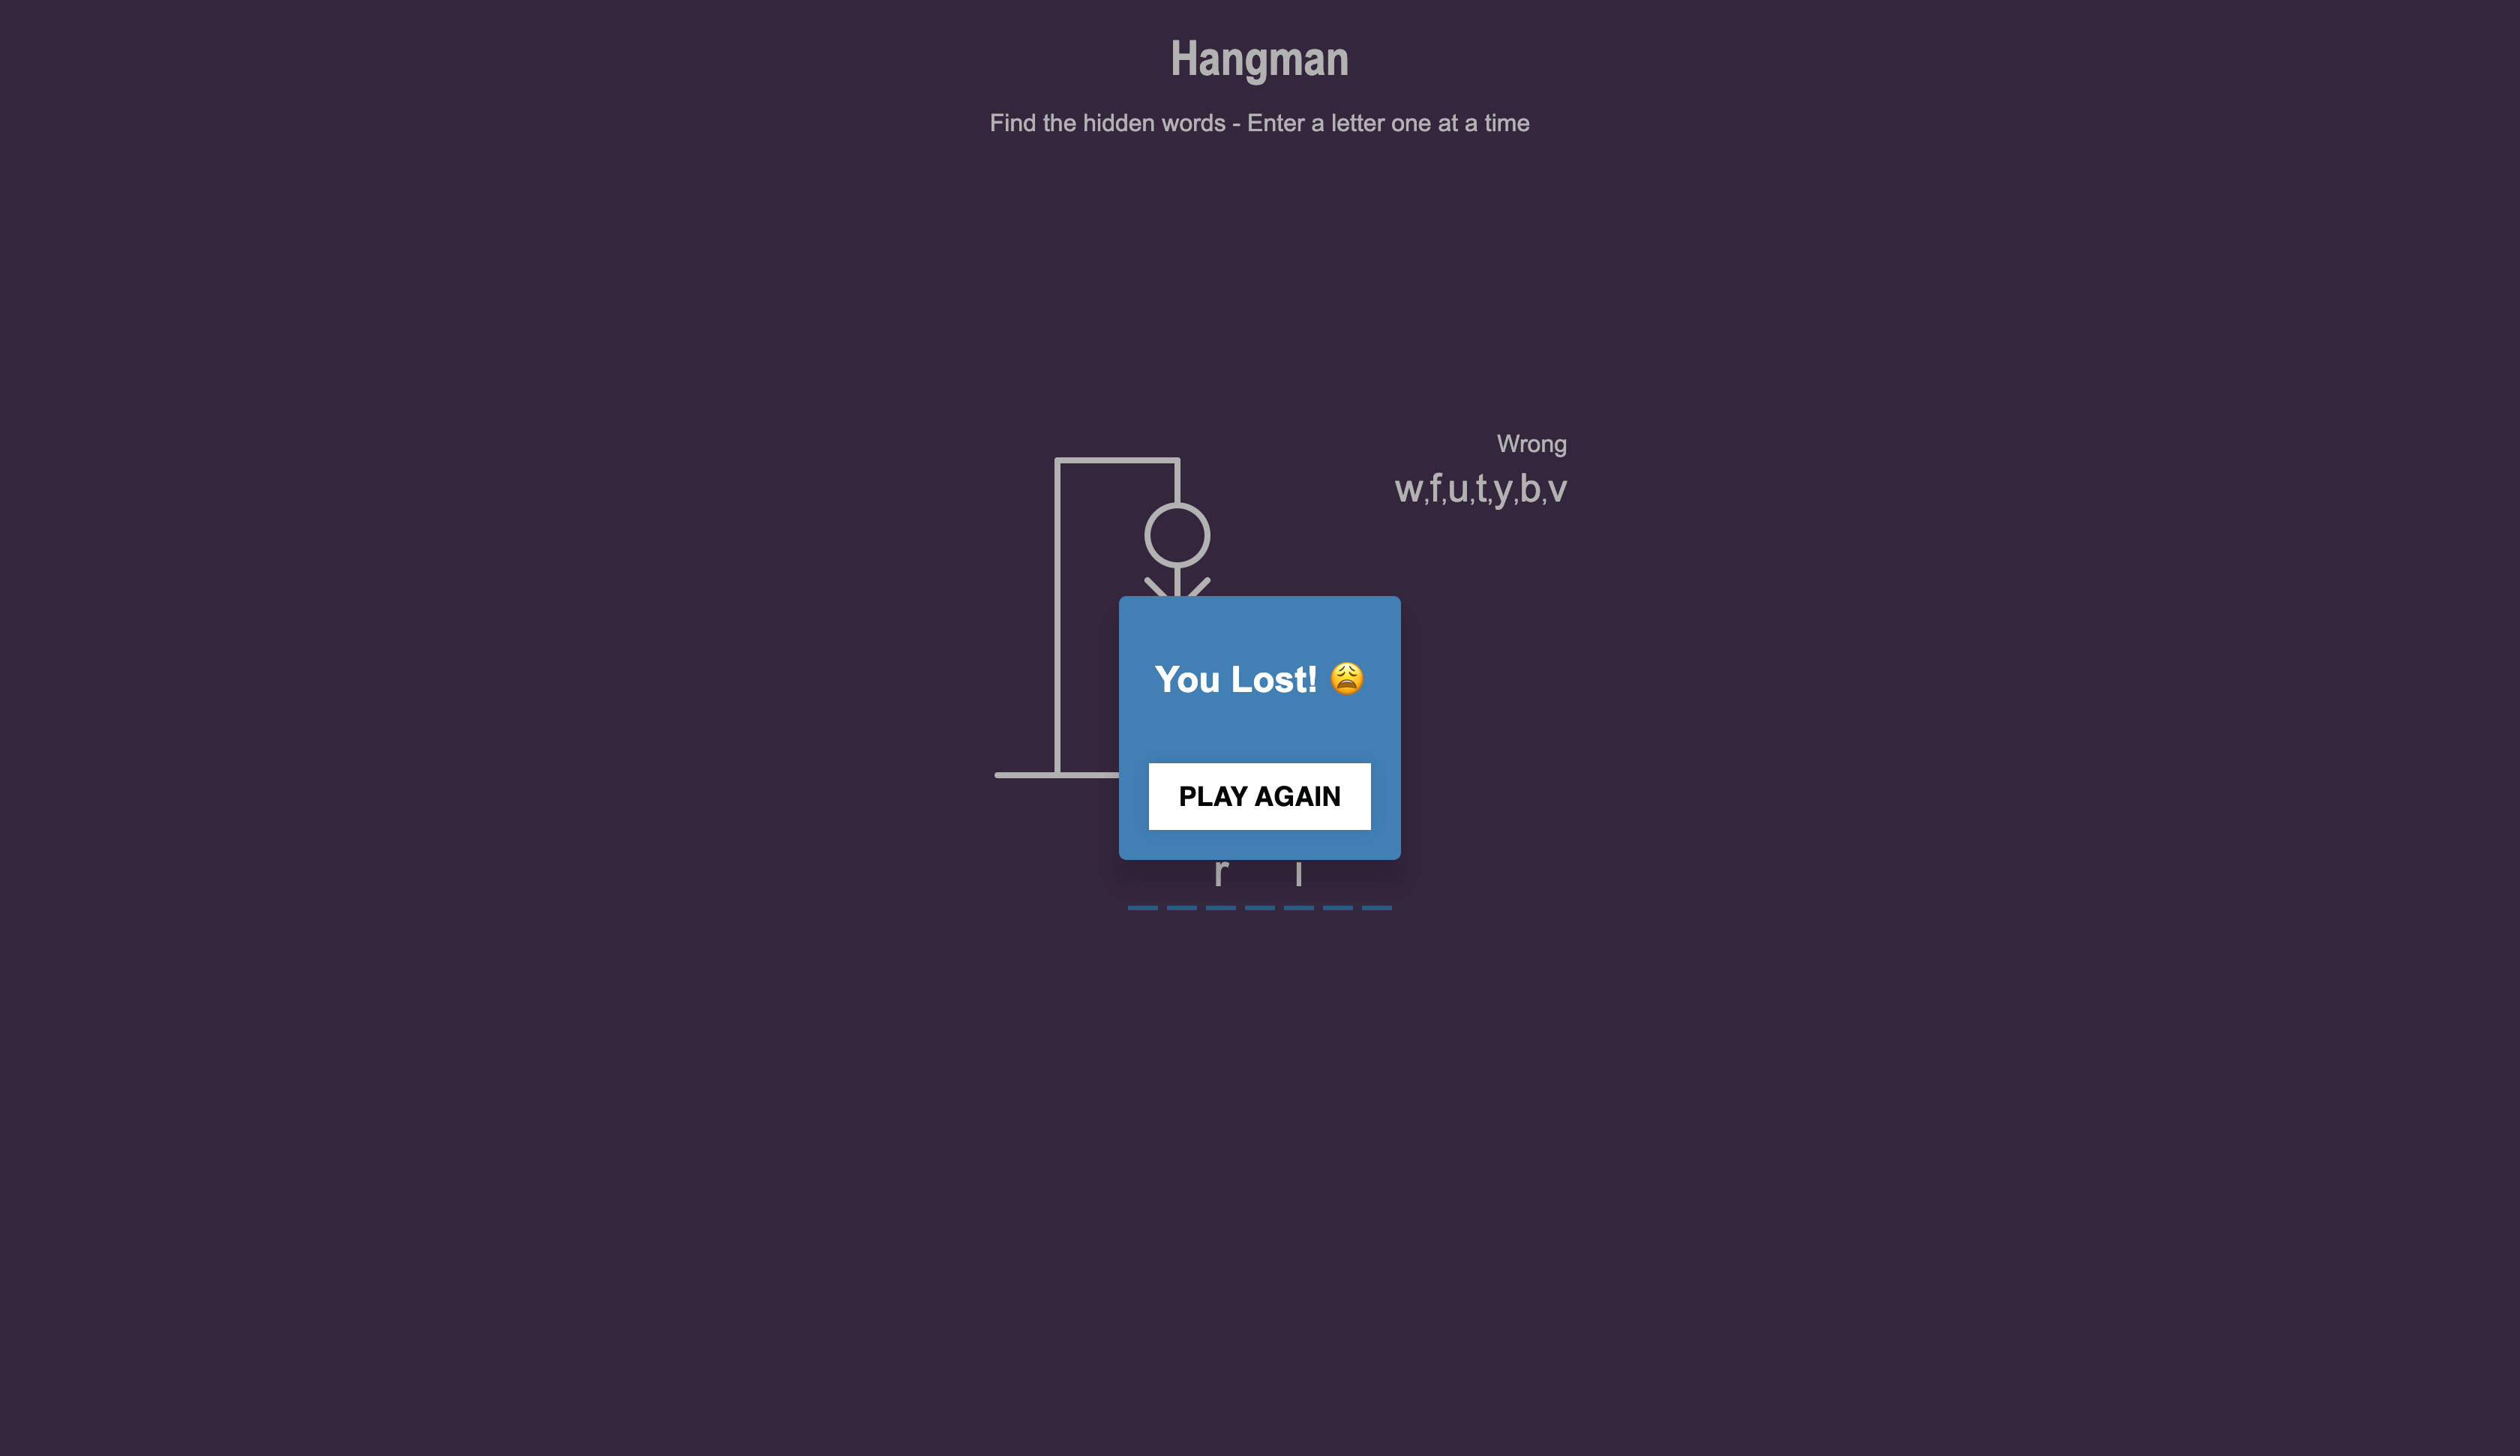 Hangman
Find the hidden words - Enter a letter one at a time
Wrong
w,f,u,t,y,b,v
You Lost! 😩
PLAY AGAIN
r